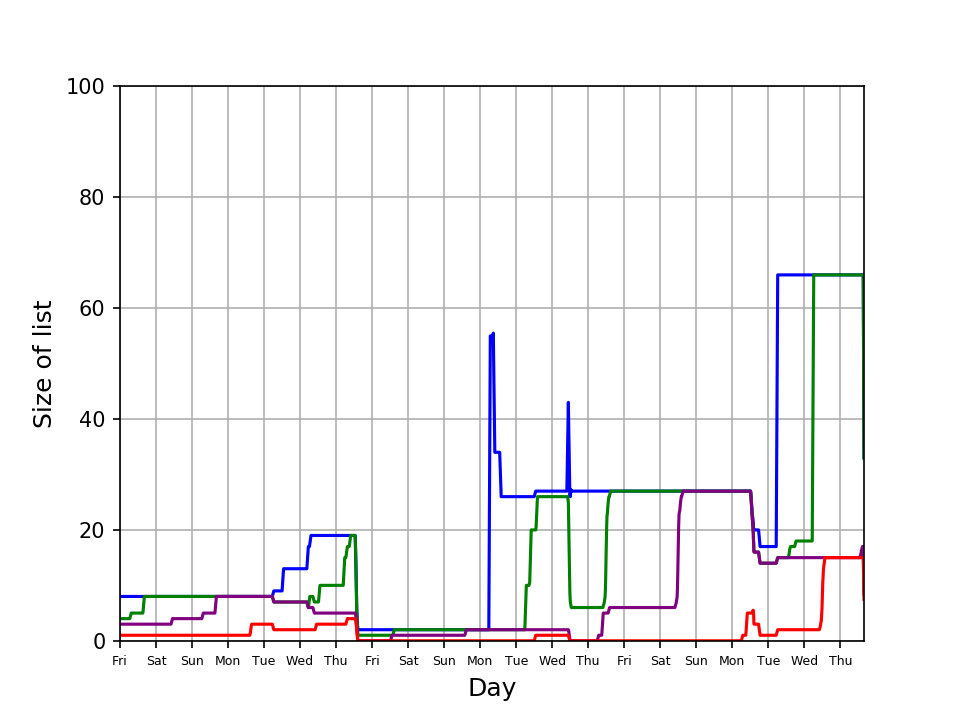 100
80
60
40
20
0
Size of list
Fri Sat Sun Mon Tue Wed Thu Fri Sat Sun Mon Tue Wed Thu Fri Sat Sun Mon Tue Wed Thu
Day